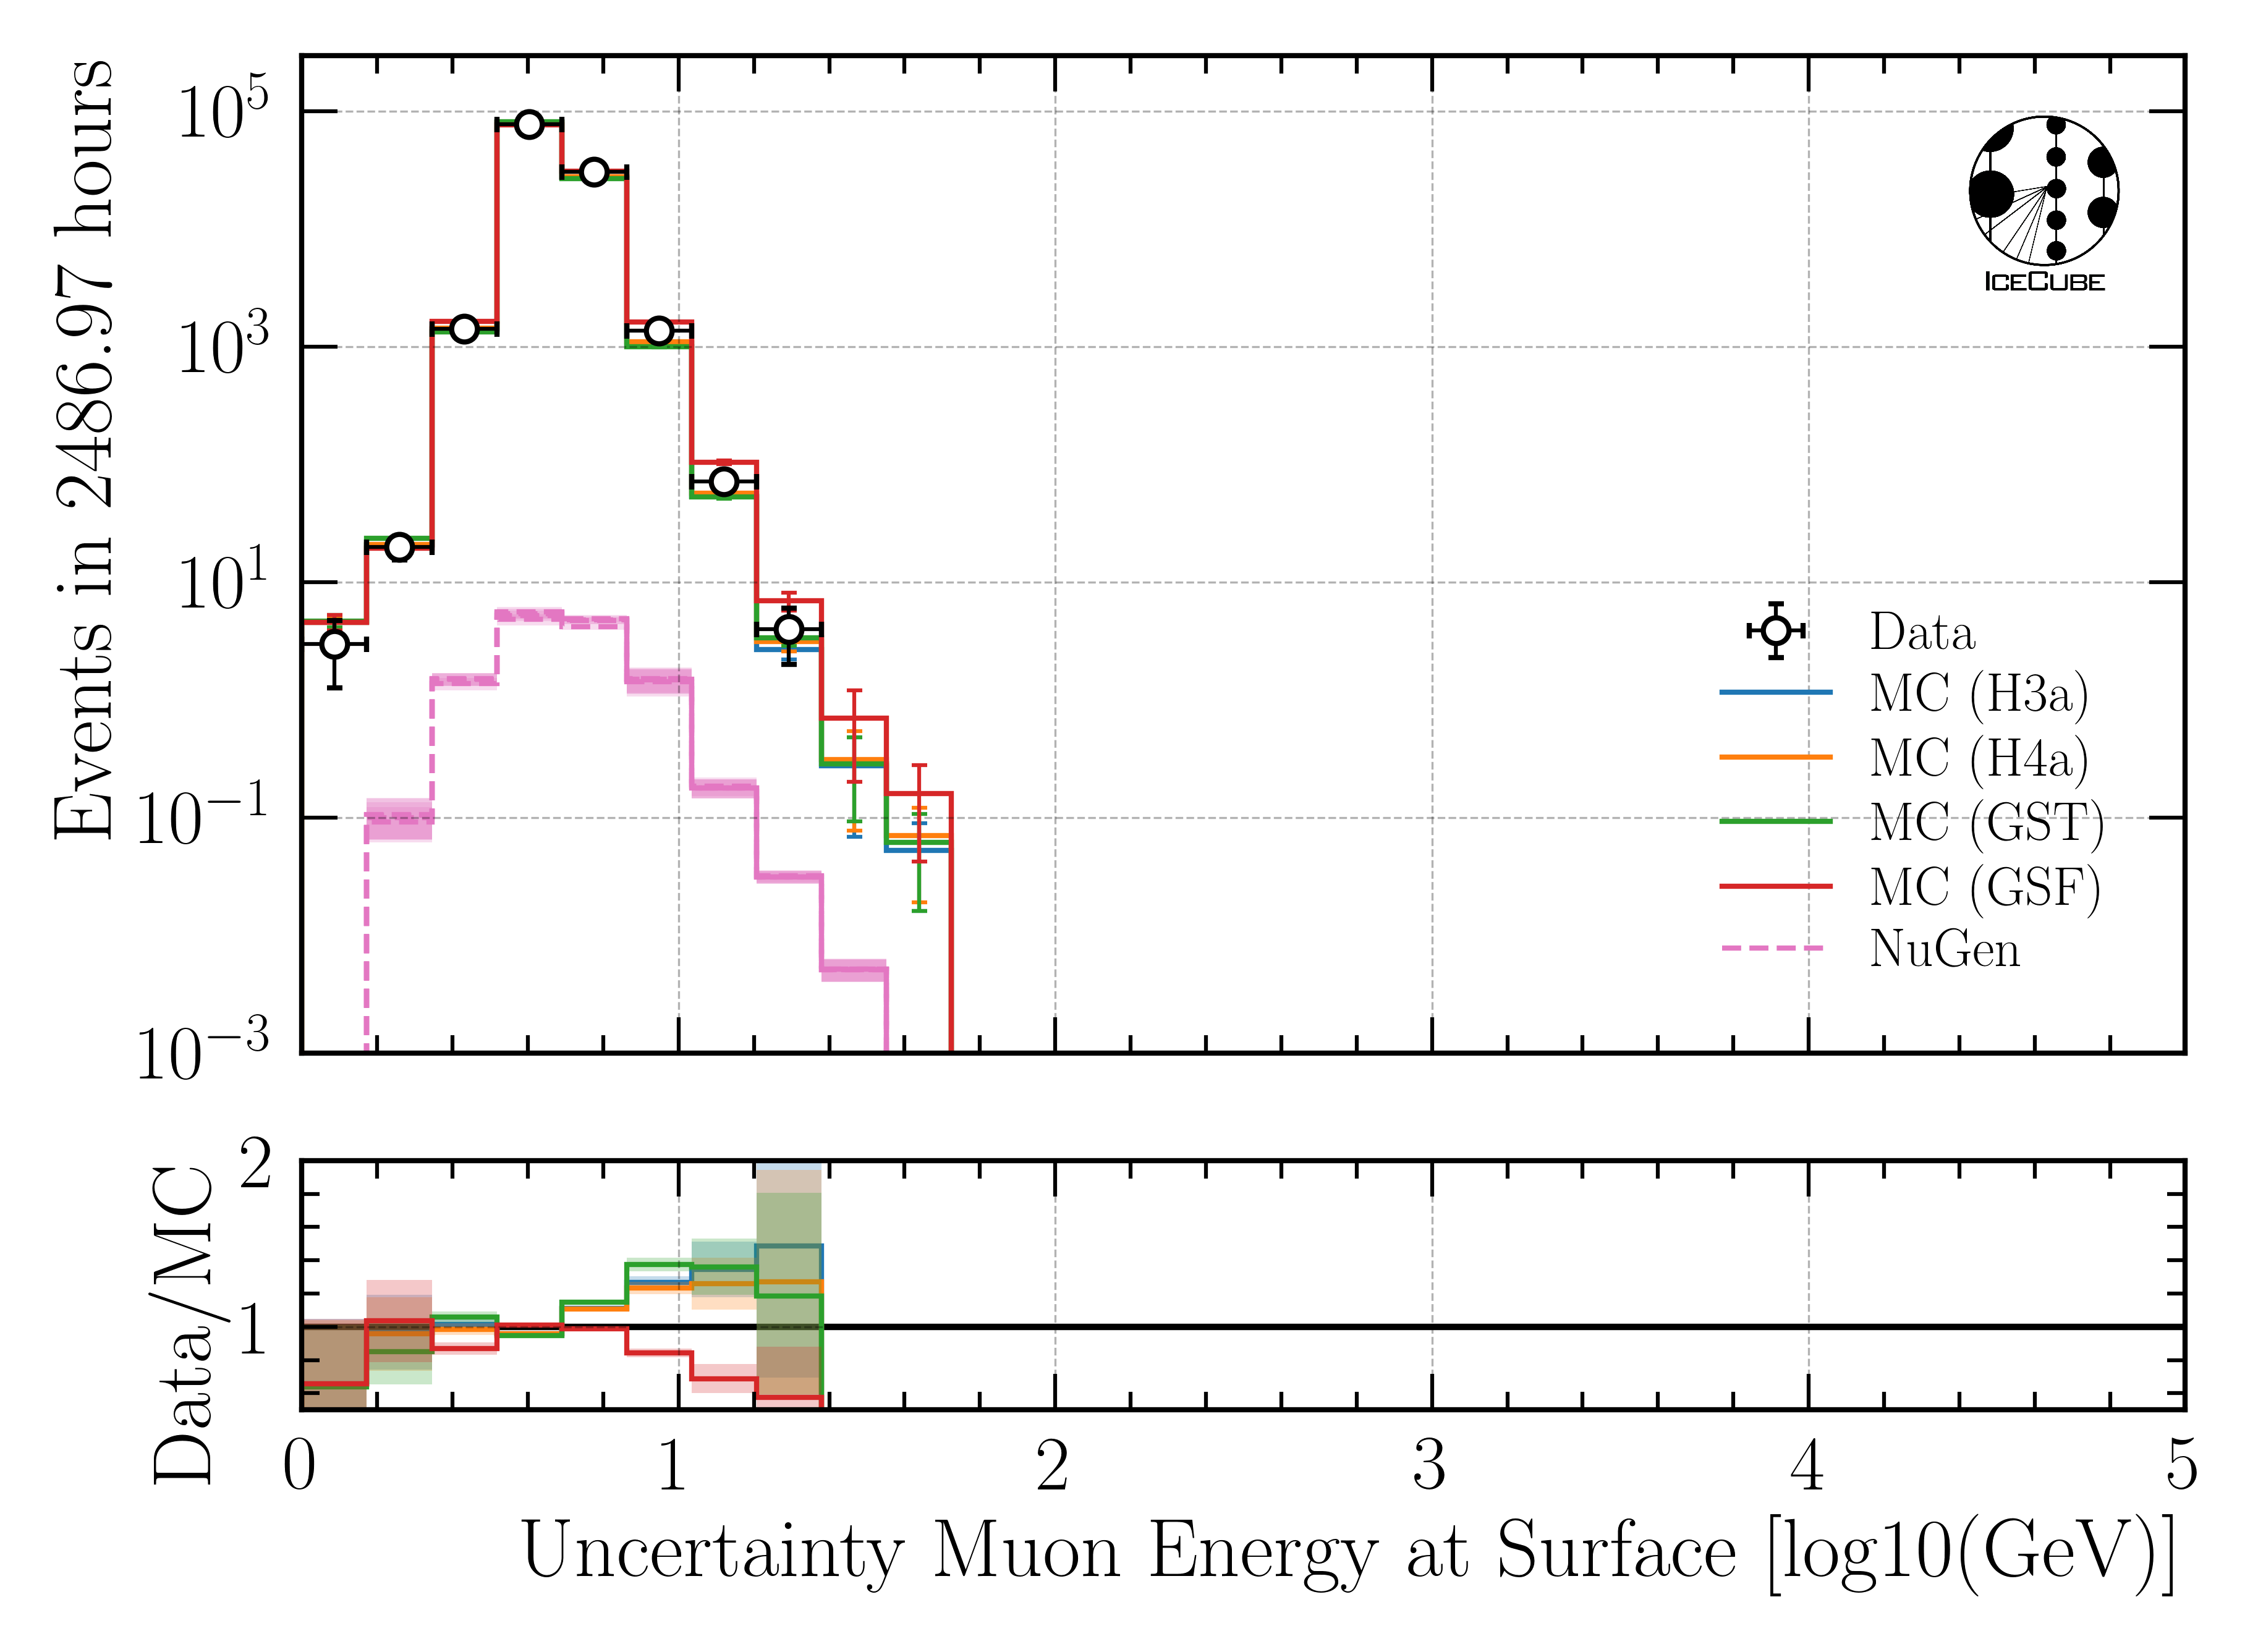 Events in 2486.97 hours
10^5
10^3
10^1
10^−1
10^−3
ICECUBE
Data
MC (H3a)
MC (H4a)
MC (GST)
MC (GSF)
NuGen
Data/MC
2
1
0 1 2 3 4 5
Uncertainty Muon Energy at Surface [log10(GeV)]